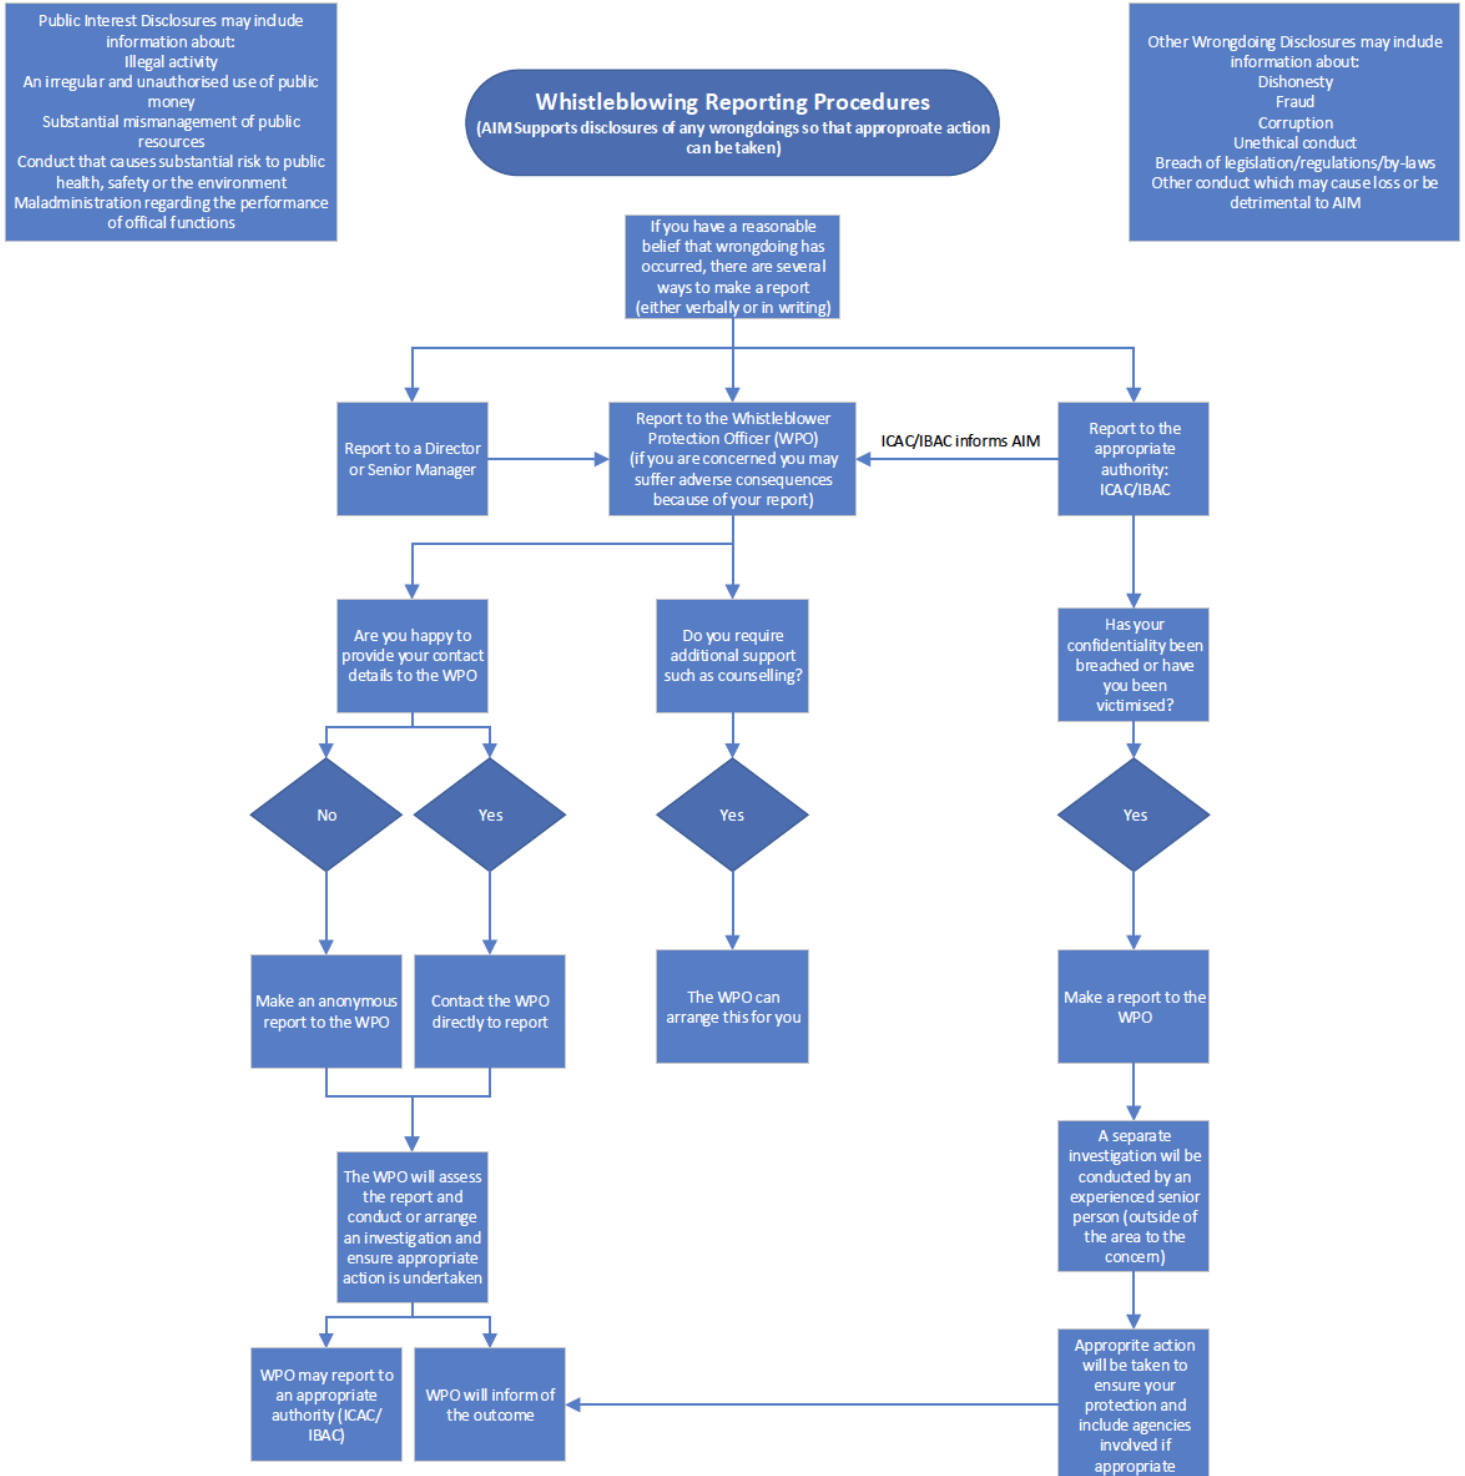 Public Interest Disclosures may include
information about:
Illegal activity
An irregular and unauthorised use of public
money
Substantial mismanagement of public
resources
Conduct that causes substantial risk to public
health, safety or the environment
Maladministration regarding the performance
of offical functions
Whistleblowing Reporting Procedures
(AIM Supports disclosures of any wrongdoings so that approproate action
can be taken)
Other Wrongdoing Disclosures may include
information about:
Dishonesty
Fraud
Corruption
Unethical conduct
Breach of legislation/regulations/by-laws
Other conduct which may cause loss or be
detrimental to AIM
If you have a reasonable
belief that wrongdoing has
occurred, there are several
ways to make a report
(either verbally or in writing)
Report to a Director
or Senior Manager
Report to the Whistleblower
Protection Officer (WPO)
(if you are concerned you may
suffer adverse consequences
because of your report)
ICAC/IBAC informs AIM
Report to the
appropriate
authority:
ICAC/IBAC
Are you happy to
provide your contact
details to the WPO
Do you require
additional support
such as counselling?
Has your
confidentiality been
breached or have
you been
victimised?
No
Yes
Yes
Yes
Make an anonymous
report to the WPO
Contact the WPO
directly to report
The WPO can
arrange this for you
Make a report to the
WPO
The WPO will assess
the report and
conduct or arrange
an investigation and
ensure appropriate
action is undertaken
A separate
investigation wil be
conducted by an
experienced senior
person (outside of
the area to the
concern)
WPO may report to
an appropriate
authority (ICAC/
IBAC)
WPO will inform of
the outcome
Approprite action
will be taken to
ensure your
protection and
include agencies
involved if
appropriate